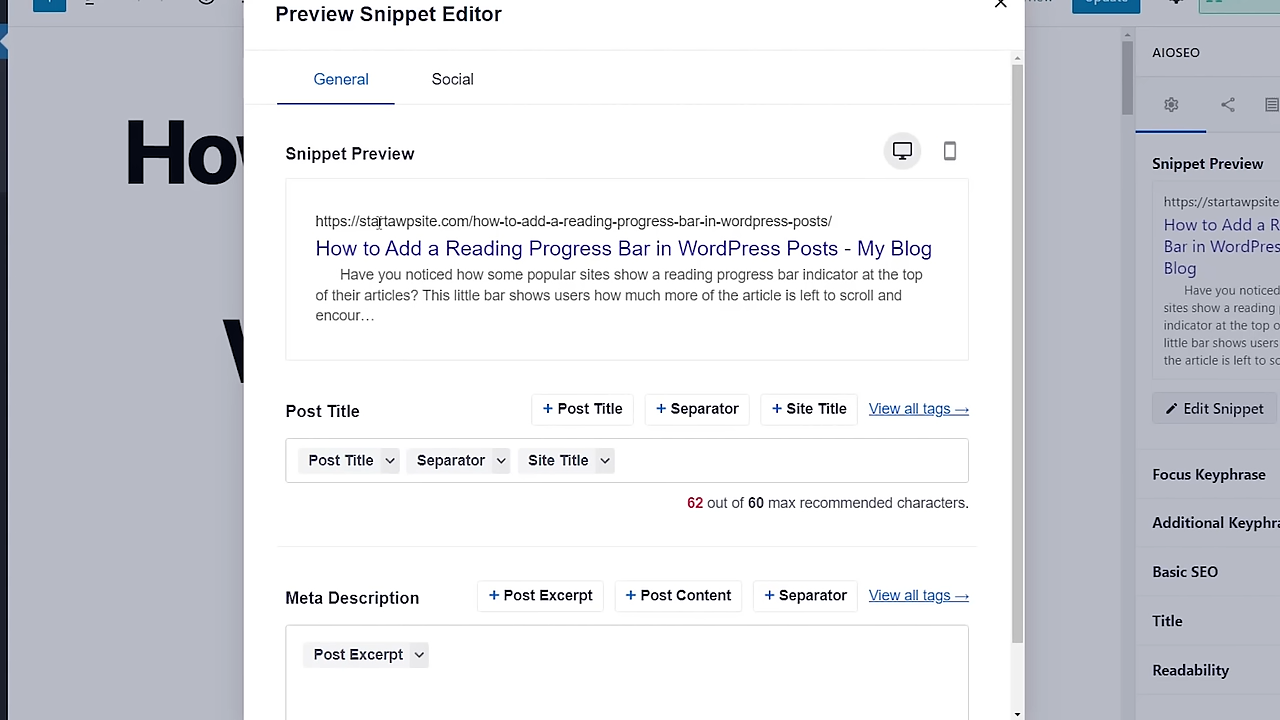 Preview Snippet Editor
Update
General
Social
AIOSEO
Ho
Snippet Preview
https://startawpsite.com/how-to-add-a-reading-progress-bar-in-wordpress-posts/
How to Add a Reading Progress Bar in WordPress Posts - My Blog
Have you noticed how some popular sites show a reading progress bar indicator at the top
of their articles? This little bar shows users how much more of the article is left to scroll and
encour…
Post Title
+ Post Title
+ Separator
+ Site Title
View all tags →
Post Title
Separator
Site Title
62 out of 60 max recommended characters.
Meta Description
+ Post Excerpt
+ Post Content
+ Separator
View all tags →
Post Excerpt
Snippet Preview
https://startawpsite
How to Add a R
Bar in WordPres
Blog
Have you noticed
sites show a reading
indicator at the top o
little bar shows users
the article is left to sc
Edit Snippet
Focus Keyphrase
Additional Keyphra
Basic SEO
Title
Readability